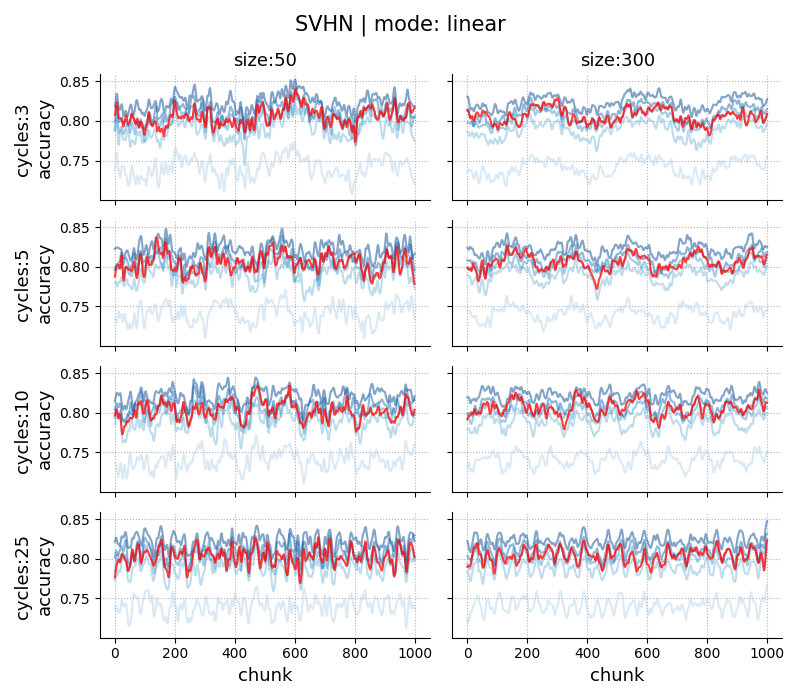 SVHN | mode: linear
size:50 size:300
cycles:3
accuracy
0.85
0.80
0.75
cycles:5
accuracy
0.85
0.80
0.75
cycles:10
accuracy
0.85
0.80
0.75
cycles:25
accuracy
0.85
0.80
0.75
0 200 400 600 800 1000 0 200 400 600 800 1000
chunk chunk